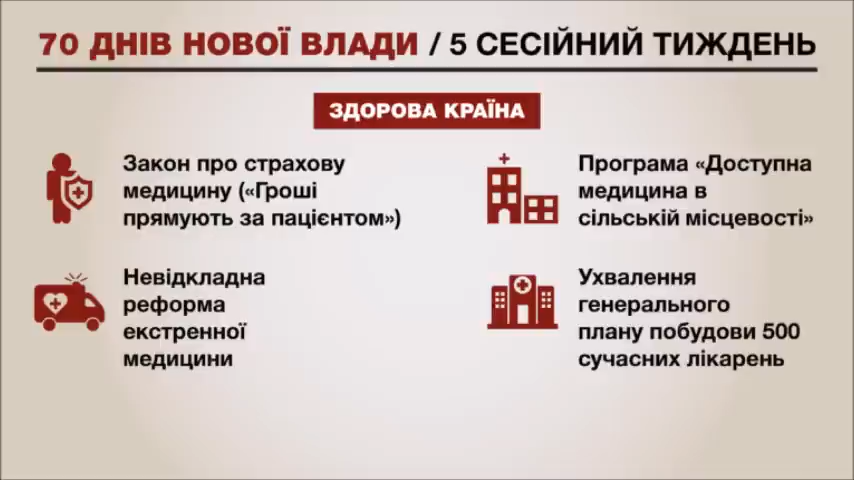 70 ДНІВ НОВОЇ ВЛАДИ / 5 СЕСІЙНИЙ ТИЖДЕНЬ
ЗДОРОВА КРАЇНА
Закон про страхову
медицину («Гроші
прямують за пацієнтом»)
Програма «Доступна
медицина в
сільській місцевості»
Невідкладна
реформа
екстренної
медицини
Ухвалення
генерального
плану побудови 500
сучасних лікарень